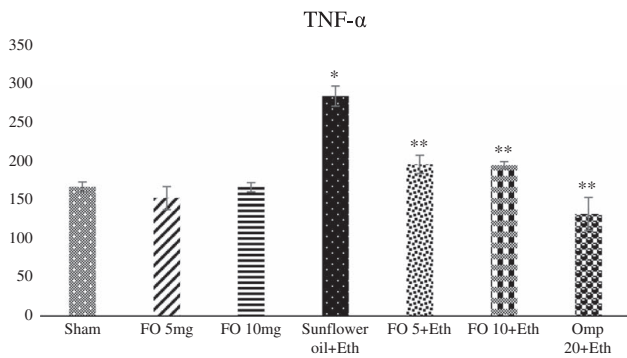 TNF-α
350
300
250
200
150
100
50
0
*
**
**
**
Sham
FO 5mg
FO 10mg
Sunflower
oil+Eth
FO 5+Eth
FO 10+Eth
Omp
20+Eth